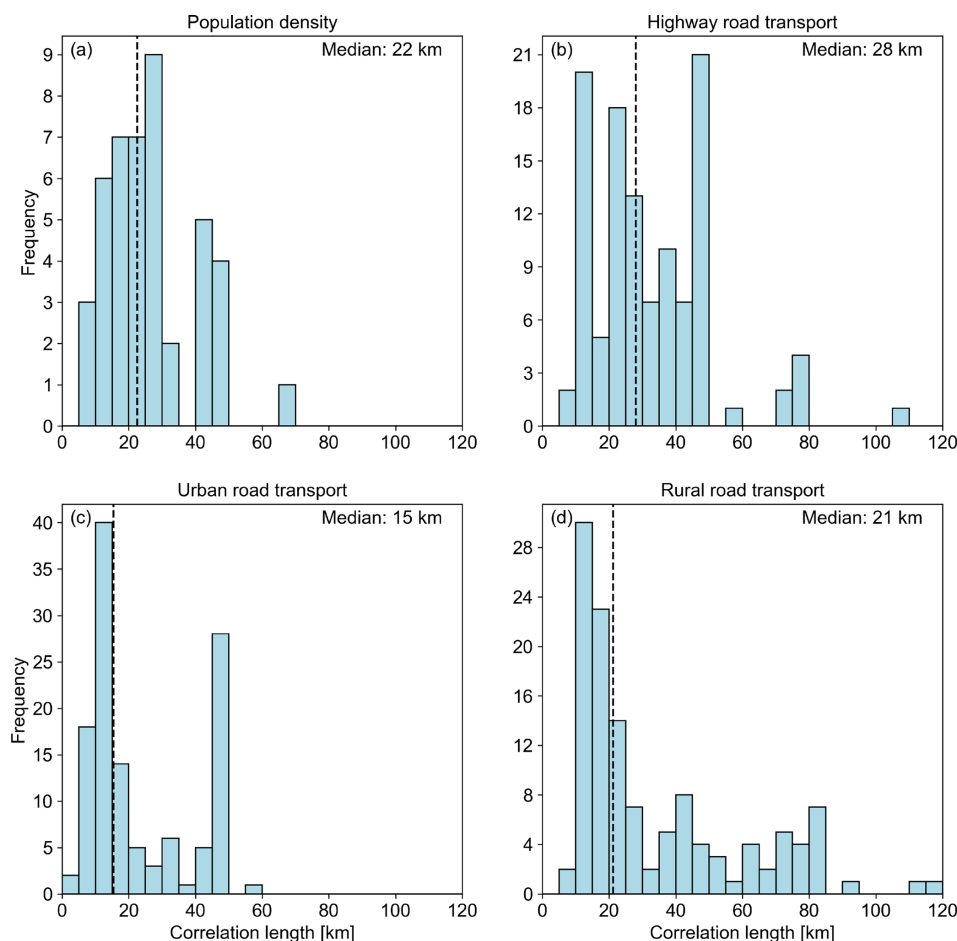 Population density
(a)
Median: 22 km
Frequency
9
8
7
6
5
4
3
2
1
0
0 20 40 60 80 100 120
Highway road transport
(b)
Median: 28 km
21
18
15
12
9
6
3
0
0 20 40 60 80 100 120
Urban road transport
(c)
Median: 15 km
Frequency
40
35
30
25
20
15
10
5
0
0 20 40 60 80 100 120
Correlation length [km]
Rural road transport
(d)
Median: 21 km
28
24
20
16
12
8
4
0
0 20 40 60 80 100 120
Correlation length [km]